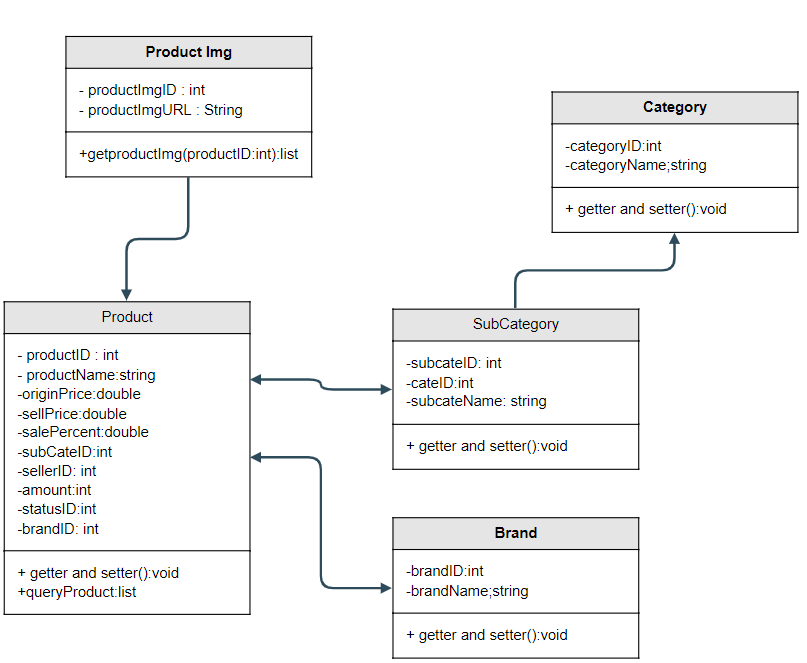 Product Img
- productImgID : int
- productImgURL : String
+getproductImg(productID:int):list
Category
-categoryID:int
-categoryName;string
+ getter and setter():void
Product
- productID : int
- productName:string
-originPrice:double
-sellPrice:double
-salePercent:double
-subCateID:int
-sellerID: int
-amount:int
-statusID:int
-brandID: int
+ getter and setter():void
+queryProduct:list
SubCategory
-subcateID: int
-cateID:int
-subcateName: string
+ getter and setter():void
Brand
-brandID:int
-brandName;string
+ getter and setter():void